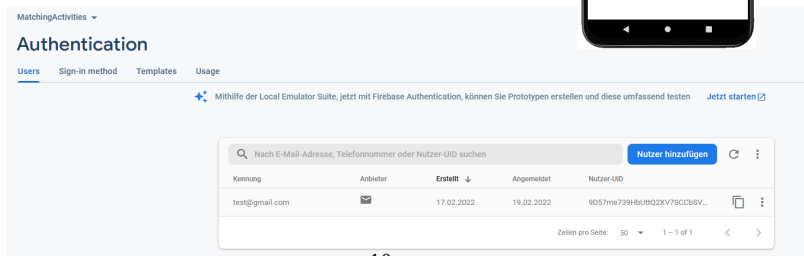 MatchingActivities
Authentication
Users Sign-in method Templates Usage
Mithilfe der Local Emulator Suite, jetzt mit Firebase Authentication, können Sie Prototypen erstellen und diese umfassend testen Jetzt starten
Nach E-Mail-Adresse, Telefonnummer oder Nutzer-UID suchen Nutzer hinzufügen
Kennung Anbieter Erstellt Angemeldet Nutzer-UID
test@gmail.com 17.02.2022 19.02.2022 9D57me739HbUttQ2XV7SCCbSV...
Zeilen pro Seite: 50 1 – 1 of 1